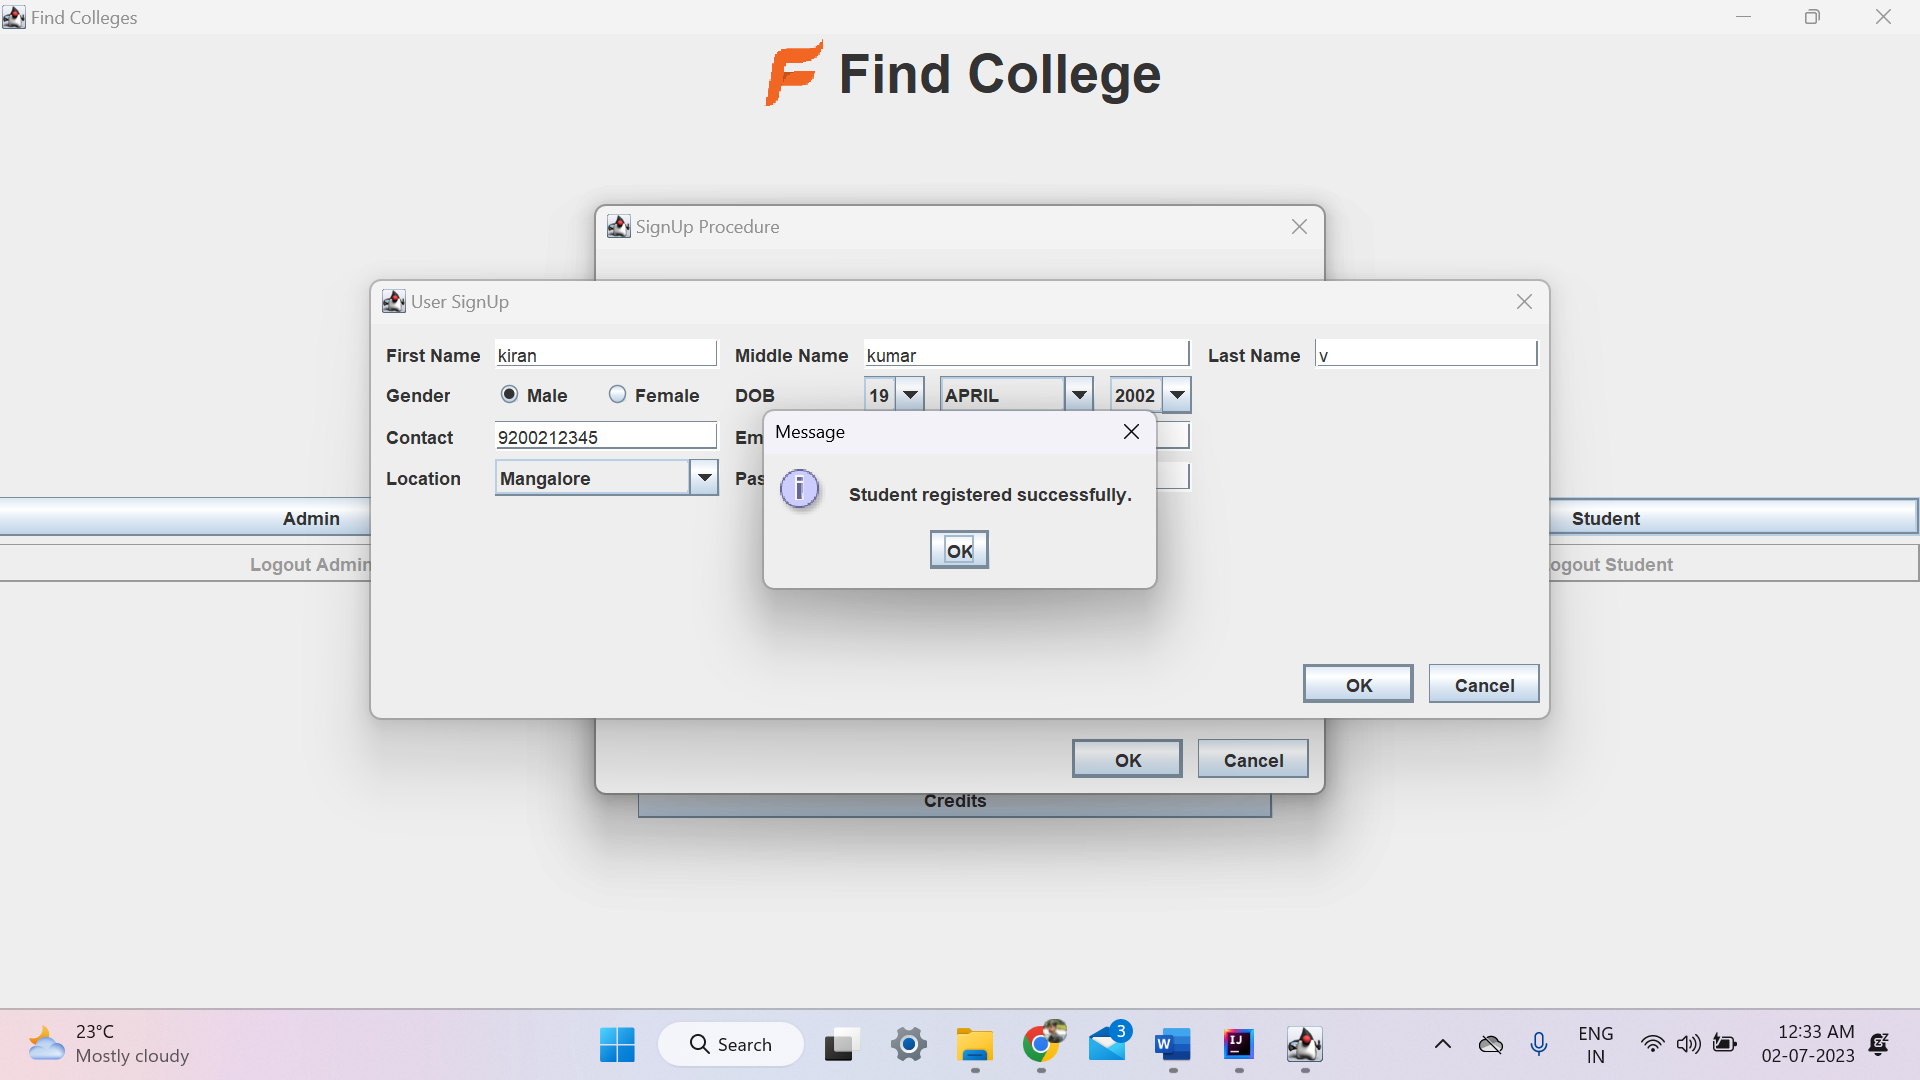 Find Colleges
Find College
SignUp Procedure
User SignUp
First Name kiran Middle Name kumar Last Name v
Gender Male Female DOB 19 APRIL 2002
Message
Contact 9200212345 Em
Location Mangalore Pas
Student registered successfully.
Admin Student
OK
Logout Admin ogout Student
OK Cancel
OK Cancel
Credits
23°C
Mostly cloudy
Search
3
W
IJ
ENG
IN
12:33 AM
02-07-2023